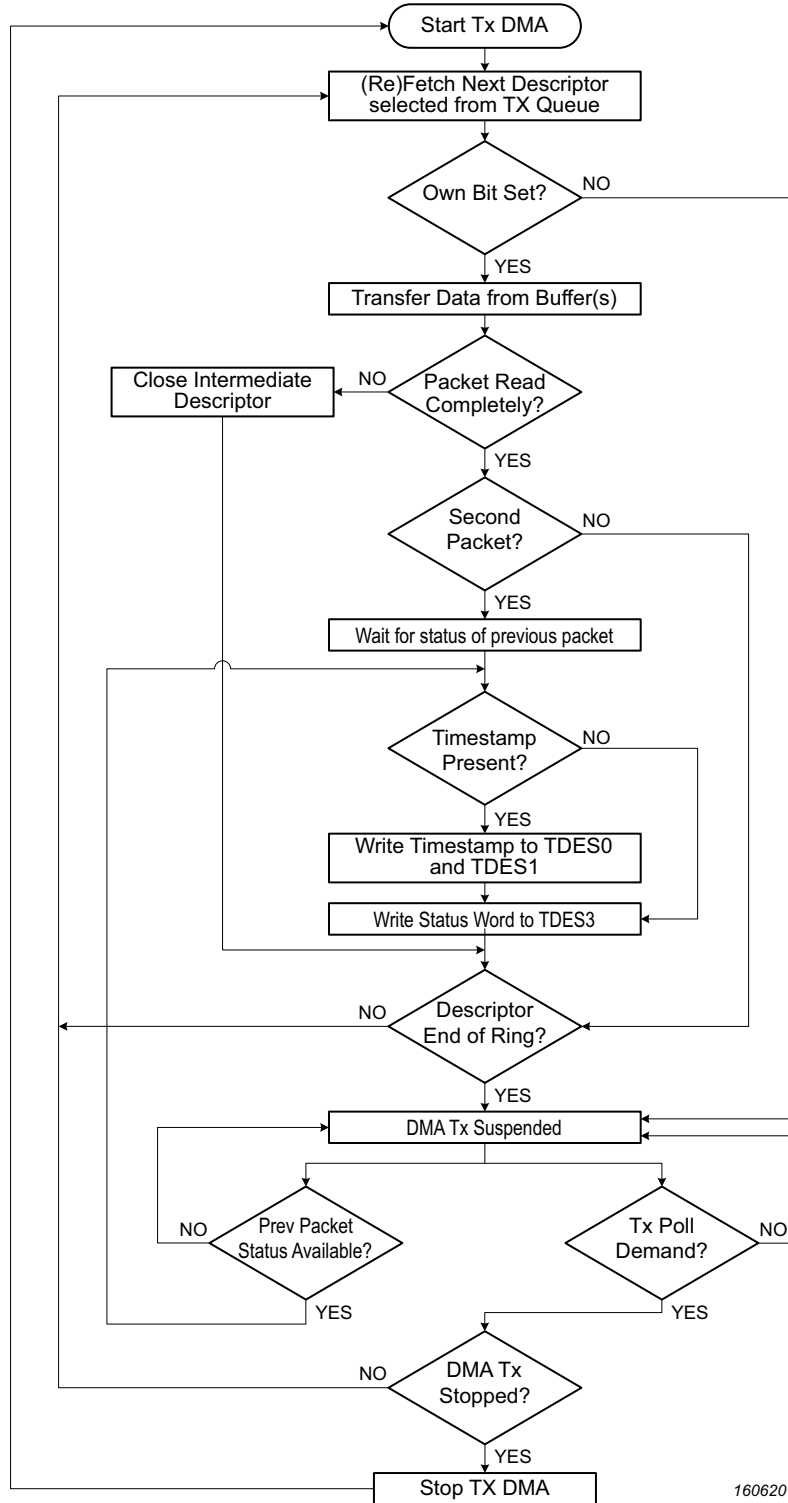 Start Tx DMA
(Re)Fetch Next Descriptor
selected from TX Queue
Own Bit Set?
NO
YES
Transfer Data from Buffer(s)
Close Intermediate
Descriptor
NO
Packet Read
Completely?
YES
Second
Packet?
NO
YES
Wait for status of previous packet
Timestamp
Present?
NO
YES
Write Timestamp to TDES0
and TDES1
Write Status Word to TDES3
NO
Descriptor
End of Ring?
YES
DMA Tx Suspended
NO
Prev Packet
Status Available?
YES
Tx Poll
Demand?
NO
YES
NO
DMA Tx
Stopped?
YES
Stop TX DMA
160620